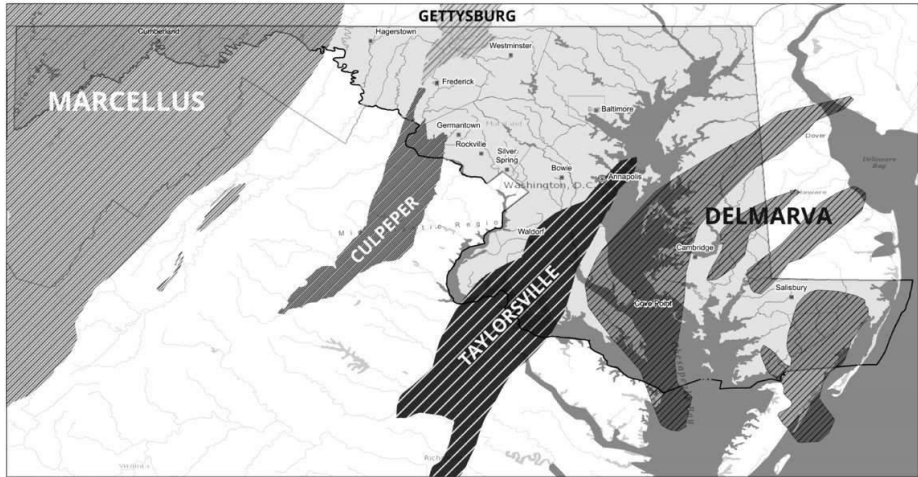 GETTYSBURG
Cumberland
Hagerstown
Westminster
MARCELLUS
Frederick
Baltimore
Germantown
Rockville
Silver
Spring
Bowie
Washington, D.C.
Annapolis
Dover
Delaware
Bay
DELMARVA
CULPEPER
Waldorf
Cambridge
TAYLORSVILLE
Cove Point
Salisbury